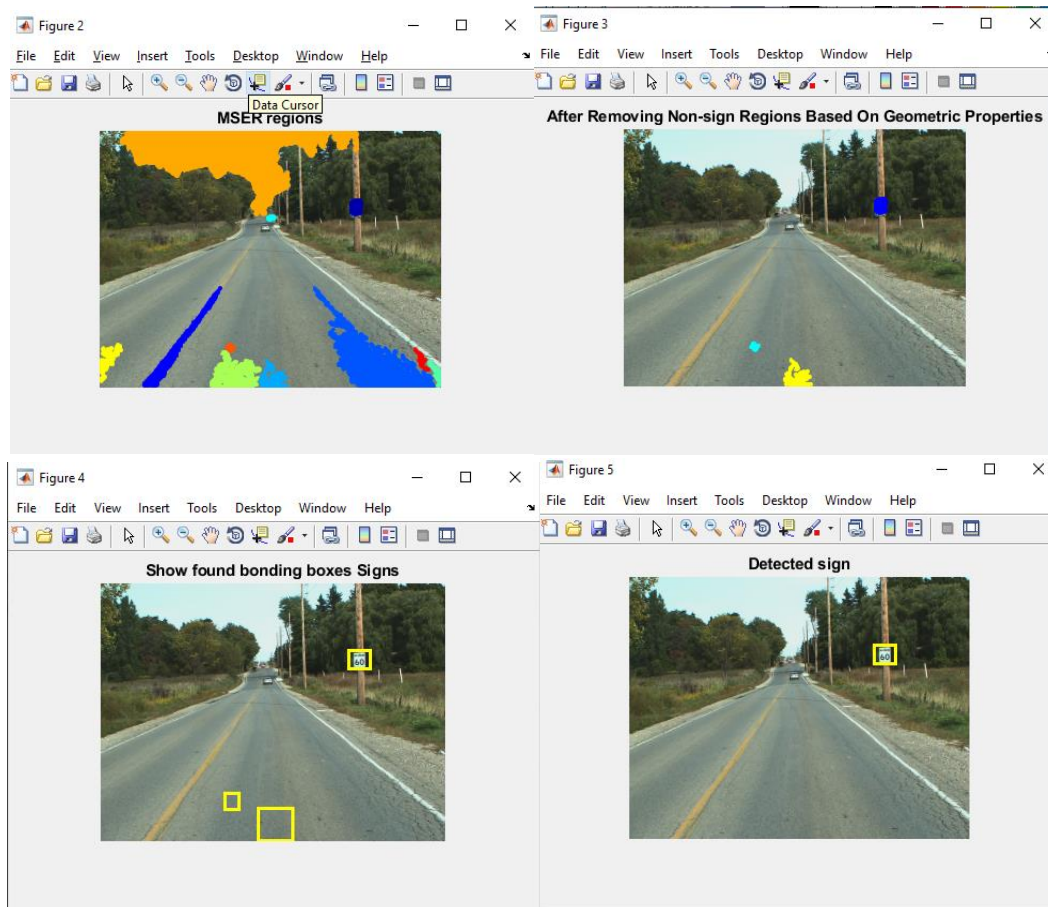 Figure 2
File Edit View Insert Tools Desktop Window Help
Data Cursor
MSER regions
Figure 3
File Edit View Insert Tools Desktop Window Help
After Removing Non-sign Regions Based On Geometric Properties
Figure 4
File Edit View Insert Tools Desktop Window Help
Show found bonding boxes Signs
60
Figure 5
File Edit View Insert Tools Desktop Window Help
Detected sign
60